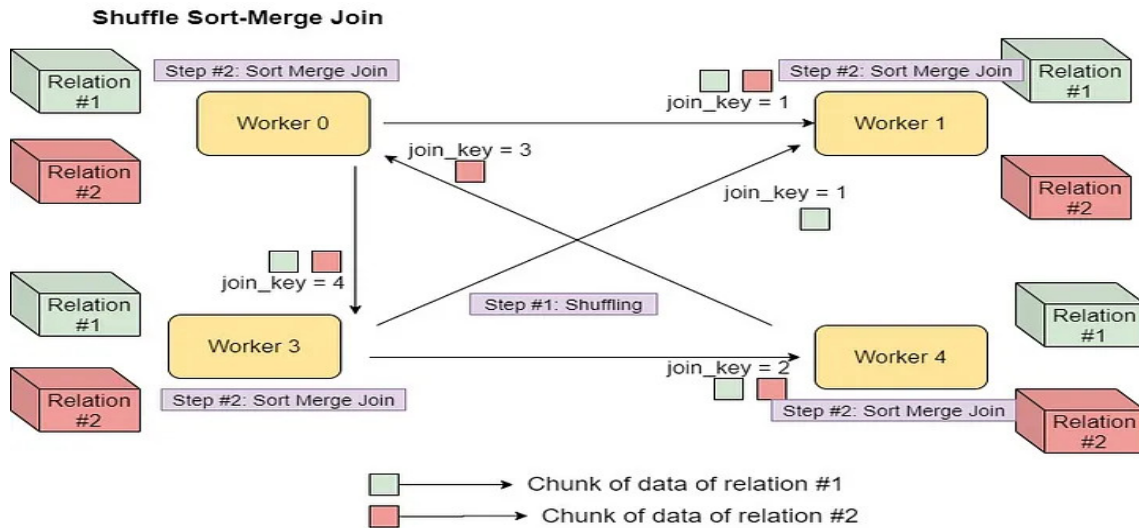 Shuffle Sort-Merge Join
Relation
#1
Step #2: Sort Merge Join
Step #2: Sort Merge Join
Relation
#1
Worker 0
join_key = 1
Worker 1
Relation
#2
join_key = 3
join_key = 1
Relation
#2
join_key = 4
Relation
#1
Step #1: Shuffling
Relation
#1
Worker 3
Worker 4
join_key = 2
Relation
#2
Step #2: Sort Merge Join
Step #2: Sort Merge Join
Relation
#2
Chunk of data of relation #1
Chunk of data of relation #2